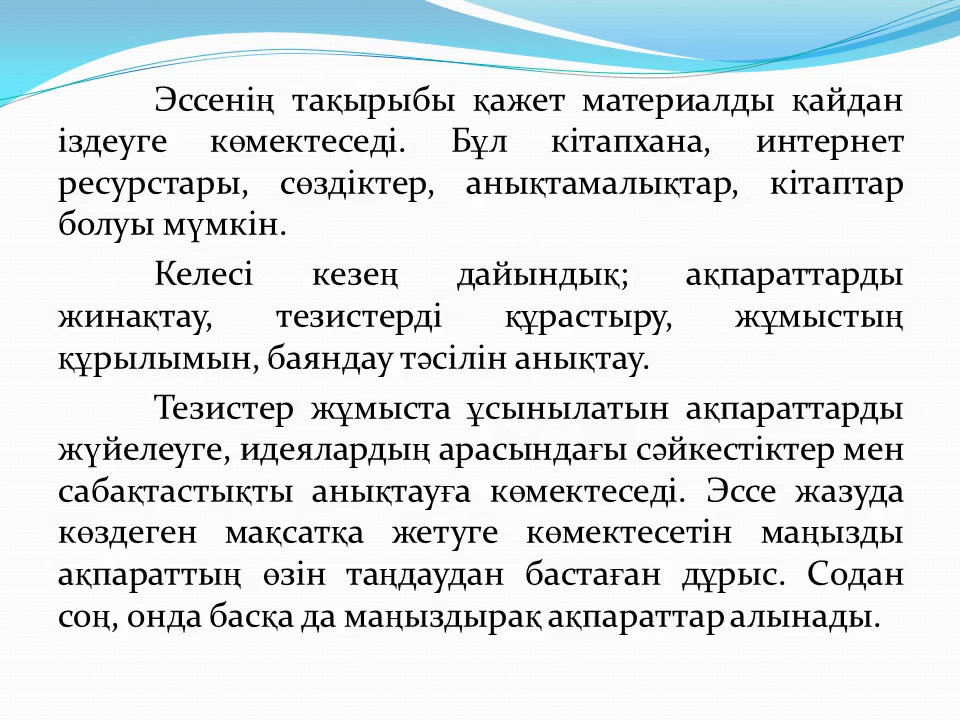 Эссенің тақырыбы қажет материалды қайдан
іздеуге көмектеседі. Бұл кітапхана, интернет
ресурстары, сөздіктер, анықтамалықтар, кітаптар
болуы мүмкін.
Келесі кезең дайындық; ақпараттарды
жинақтау, тезистерді құрастыру, жұмыстың
құрылымын, баяндау тәсілін анықтау.
Тезистер жұмыста ұсынылатын ақпараттарды
жүйелеуге, идеялардың арасындағы сәйкестіктер мен
сабақтастықты анықтауға көмектеседі. Эссе жазуда
көздеген мақсатқа жетуге көмектесетін маңызды
ақпараттың өзін таңдаудан бастаған дұрыс. Содан
соң, онда басқа да маңыздырақ ақпараттар алынады.